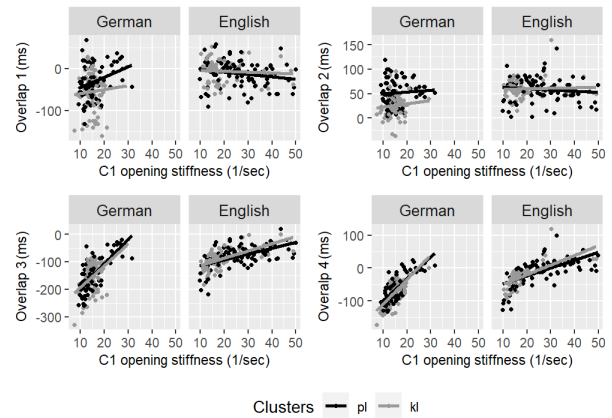 German English
Overlap 1 (ms)
0
-100
10 20 30 40 50 10 20 30 40 50
C1 opening stiffness (1/sec)
German English
Overlap 2 (ms)
150
100
50
0
10 20 30 40 50 10 20 30 40 50
C1 opening stiffness (1/sec)
German English
Overlap 3 (ms)
0
-100
-200
-300
10 20 30 40 50 10 20 30 40 50
C1 opening stiffness (1/sec)
German English
Overalp 4 (ms)
100
0
-100
10 20 30 40 50 10 20 30 40 50
C1 opening stiffness (1/sec)
Clusters pl kl